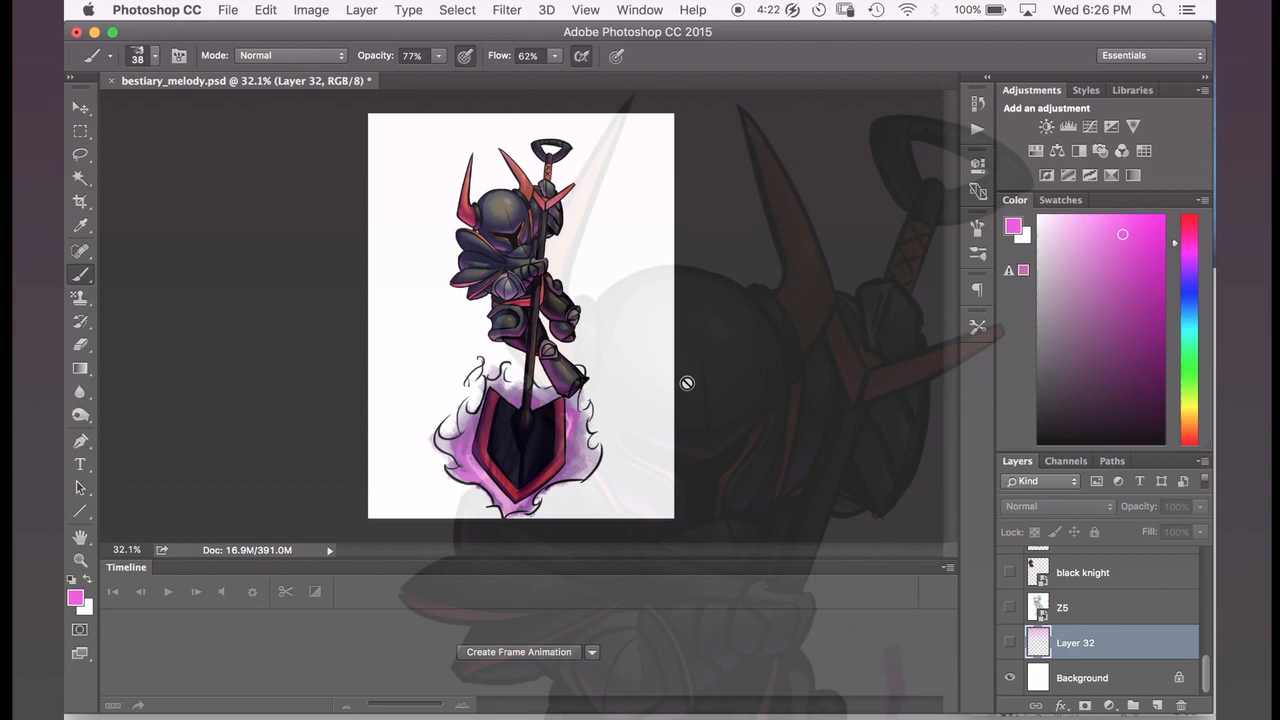 Photoshop CC File Edit Image Layer Type Select Filter 3D View Window Help 4:22 100% Wed 6:26 PM
Adobe Photoshop CC 2015
38 Mode: Normal Opacity: 77% Flow: 62% Essentials
× bestiary_melody.psd @ 32.1% (Layer 32, RGB/8) *
Adjustments Styles Libraries
Add an adjustment
Color Swatches
Layers Channels Paths
Kind
Normal Opacity: 100%
Lock: Fill: 100%
black knight
Z5
Layer 32
Background
32.1% Doc: 16.9M/391.0M
Timeline
Create Frame Animation